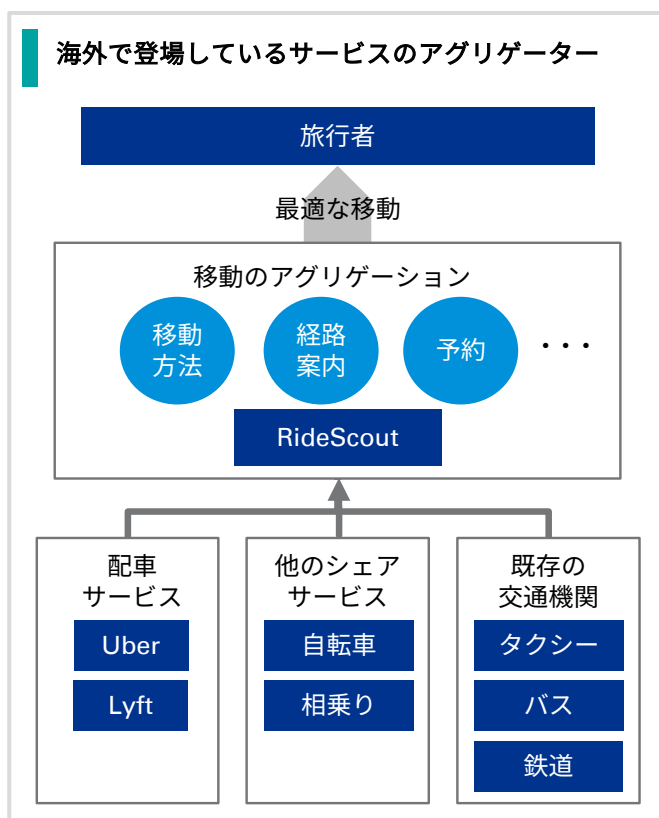 海外で登場しているサービスのアグリゲーター
旅行者
最適な移動
移動のアグリゲーション
移動
方法
経路
案内
予約
・・・
RideScout
配車
サービス
Uber
Lyft
他のシェア
サービス
自転車
相乗り
既存の
交通機関
タクシー
バス
鉄道